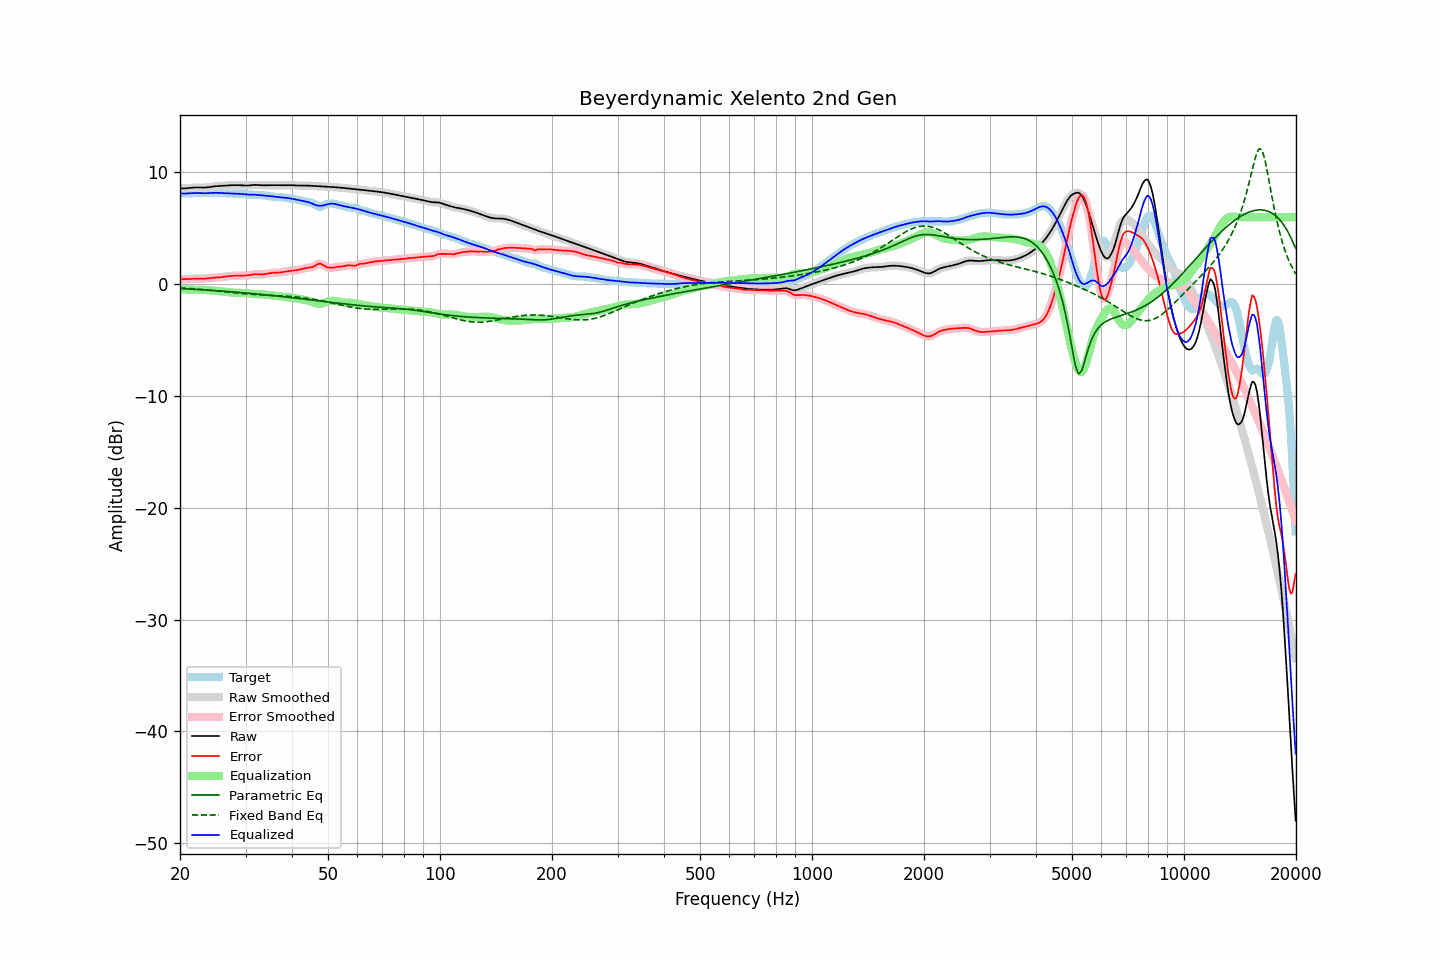 Beyerdynamic Xelento 2nd Gen
Amplitude (dBr)
10
0
−10
−20
−30
−40
−50
Target
Raw Smoothed
Error Smoothed
Raw
Error
Equalization
Parametric Eq
Fixed Band Eq
Equalized
20 50 100 200 500 1000 2000 5000 10000 20000
Frequency (Hz)